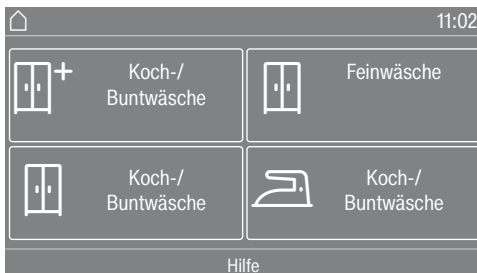 11:02
Koch-/
Buntwäsche
Feinwäsche
Koch-/
Buntwäsche
Koch-/
Buntwäsche
Hilfe